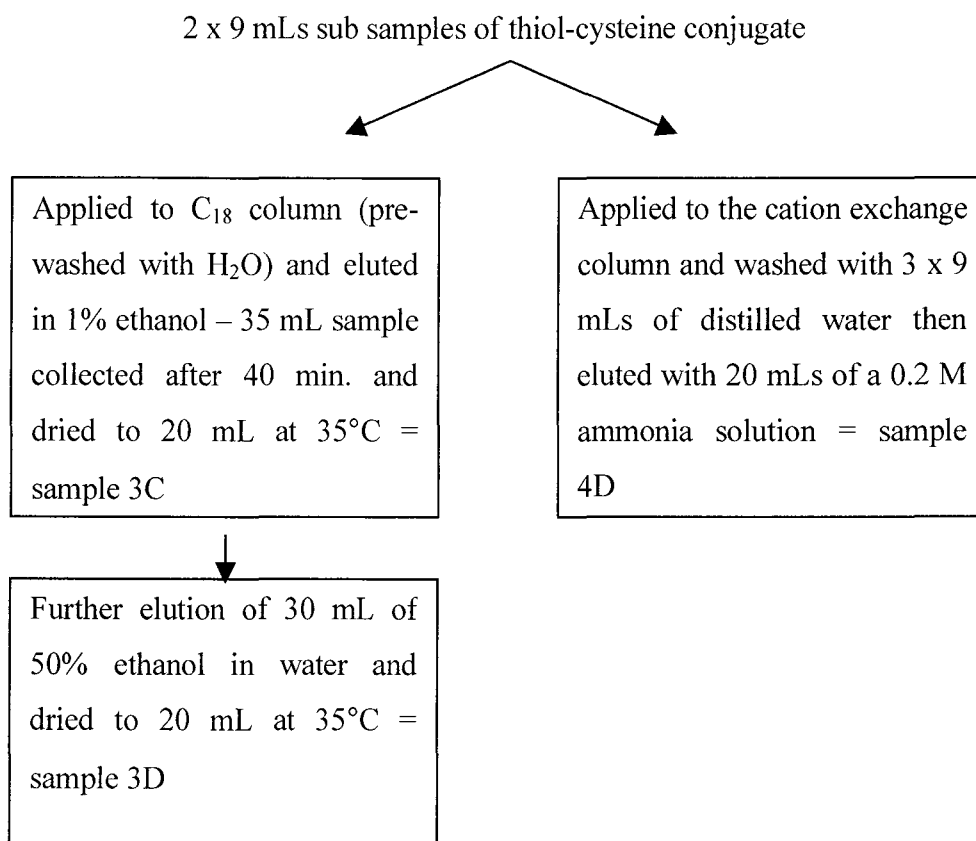 2 x 9 mLs sub samples of thiol-cysteine conjugate
Applied to C₁₈ column (pre-
washed with H₂O) and eluted
in 1% ethanol – 35 mL sample
collected after 40 min. and
dried to 20 mL at 35°C =
sample 3C
Applied to the cation exchange
column and washed with 3 x 9
mLs of distilled water then
eluted with 20 mLs of a 0.2 M
ammonia solution = sample
4D
Further elution of 30 mL of
50% ethanol in water and
dried to 20 mL at 35°C =
sample 3D